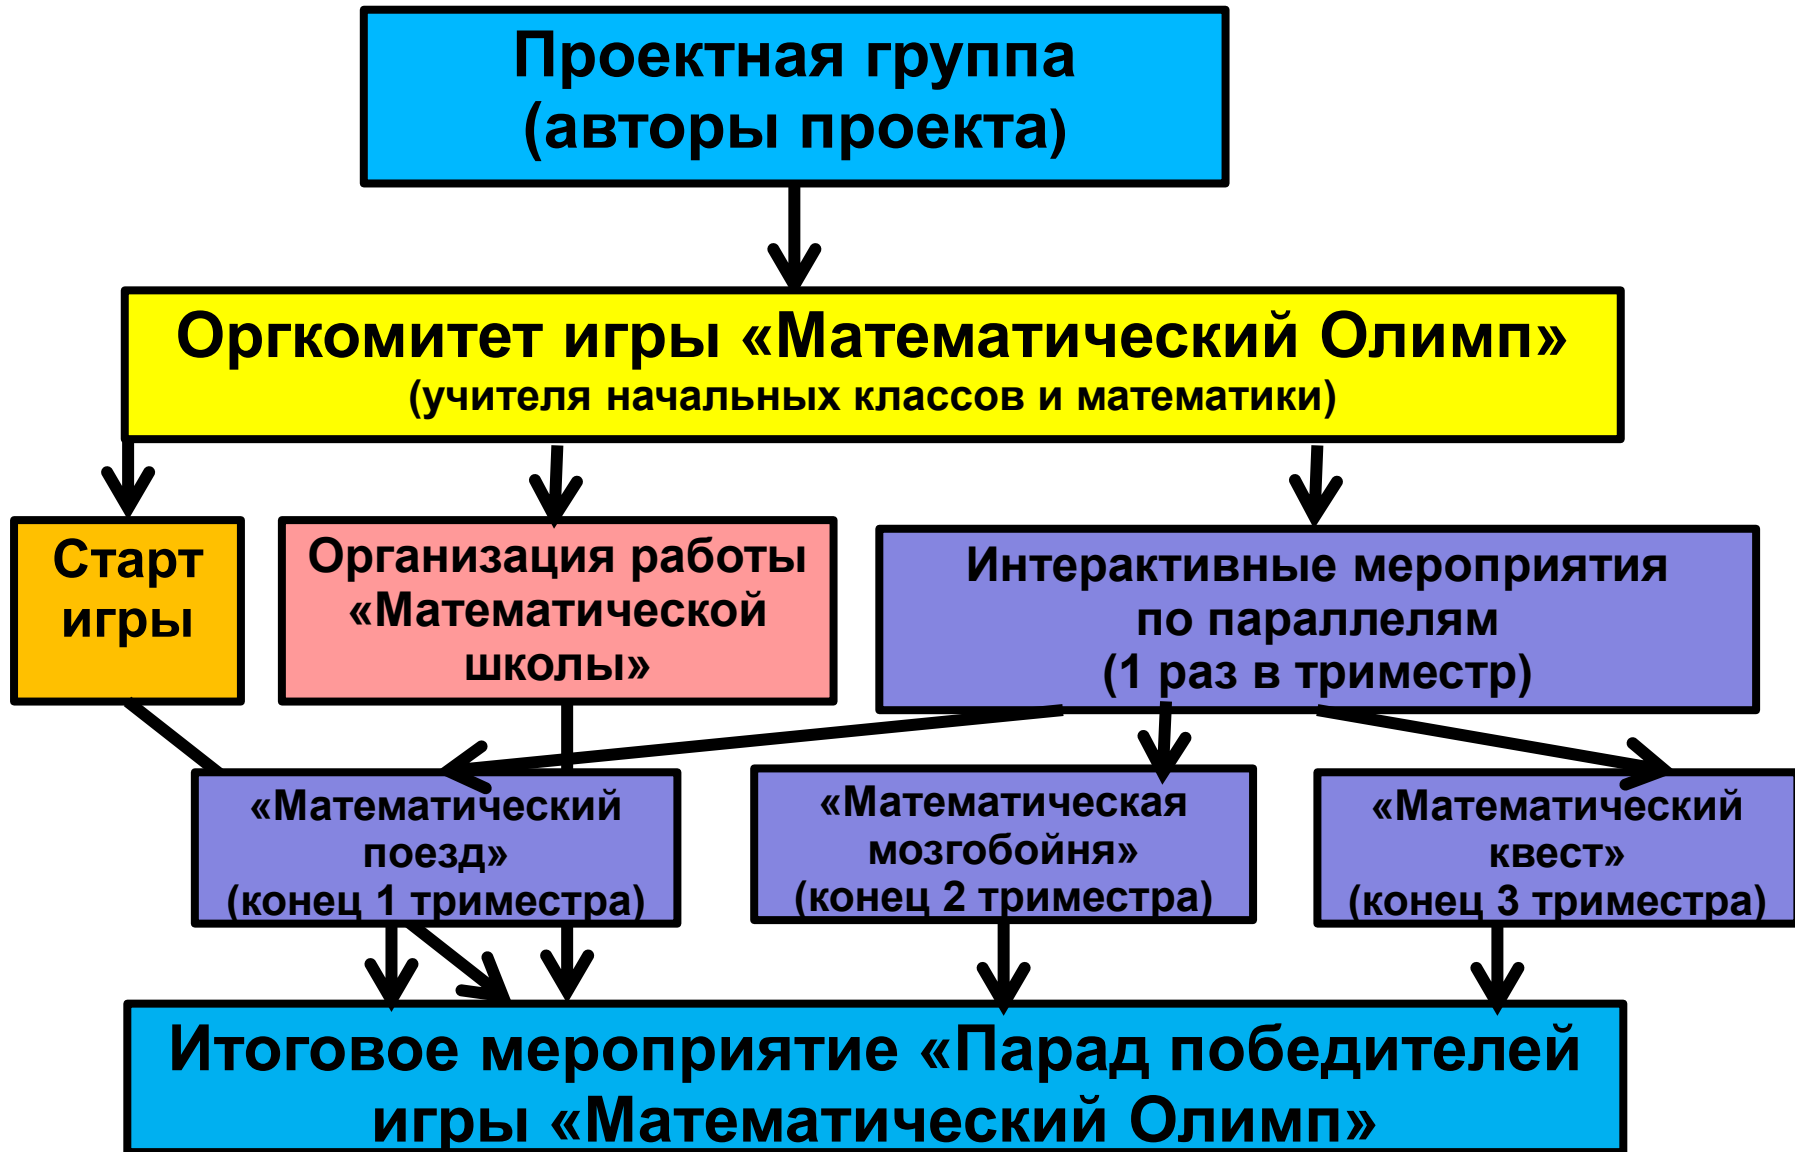 Проектная группа
(авторы проекта)
Оргкомитет игры «Математический Олимп»
(учителя начальных классов и математики)
Старт
игры
Организация работы
«Математической
школы»
Интерактивные мероприятия
по параллелям
(1 раз в триместр)
«Математический
поезд»
(конец 1 триместра)
«Математическая
мозгобойня»
(конец 2 триместра)
«Математический
квест»
(конец 3 триместра)
Итоговое мероприятие «Парад победителей
игры «Математический Олимп»